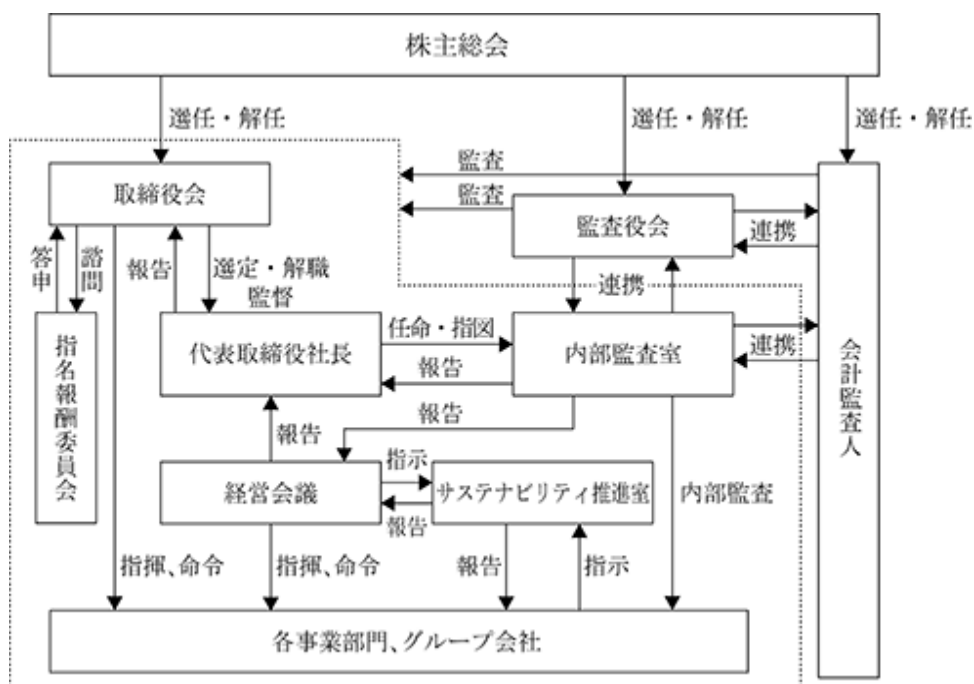 株主総会
選任・解任
選任・解任
選任・解任
監査
取締役会
監査
監査役会
連携
答申
諮問
報告
選定・解職
監督
連携
指名報酬委員会
代表取締役社長
任命・指図
報告
内部監査室
連携
会計監査人
報告
報告
経営会議
指示
報告
サステナビリティ推進室
内部監査
指揮、命令
指揮、命令
報告
指示
各事業部門、グループ会社